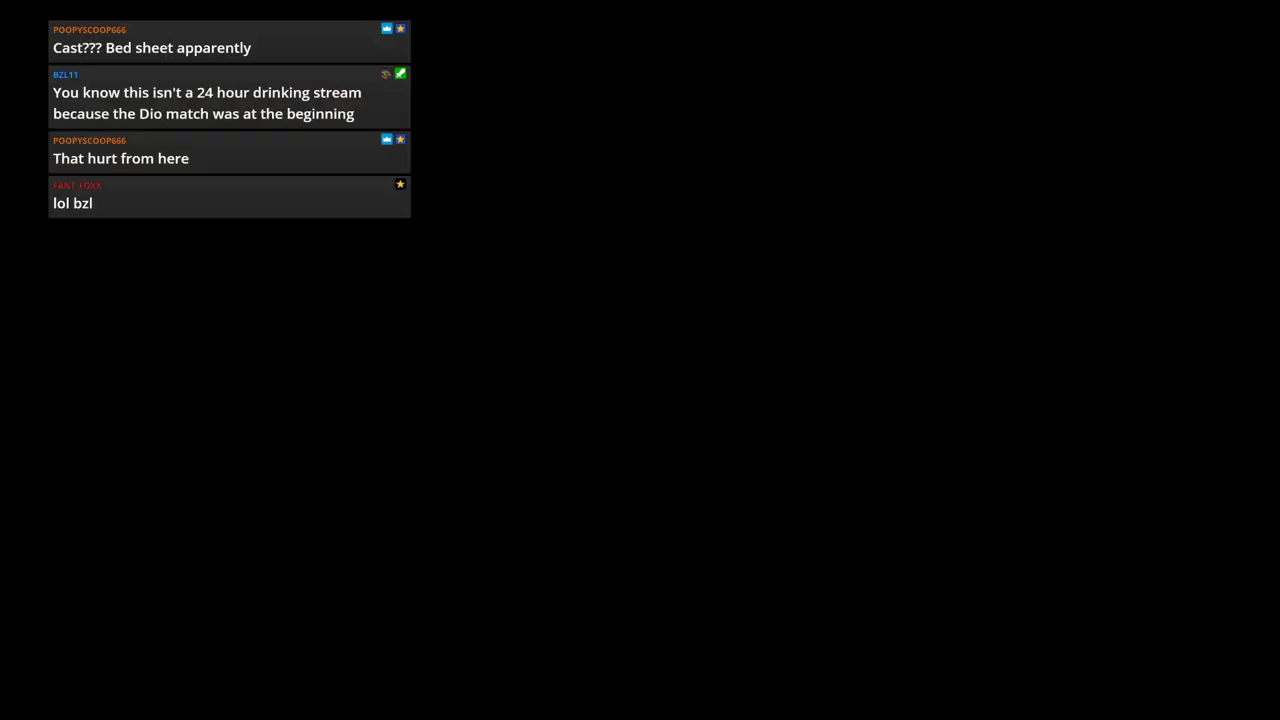 POOPYSCOOP666
Cast??? Bed sheet apparently
BZL11
You know this isn't a 24 hour drinking stream
because the Dio match was at the beginning
POOPYSCOOP666
That hurt from here
FANT_FOXX
lol bzl